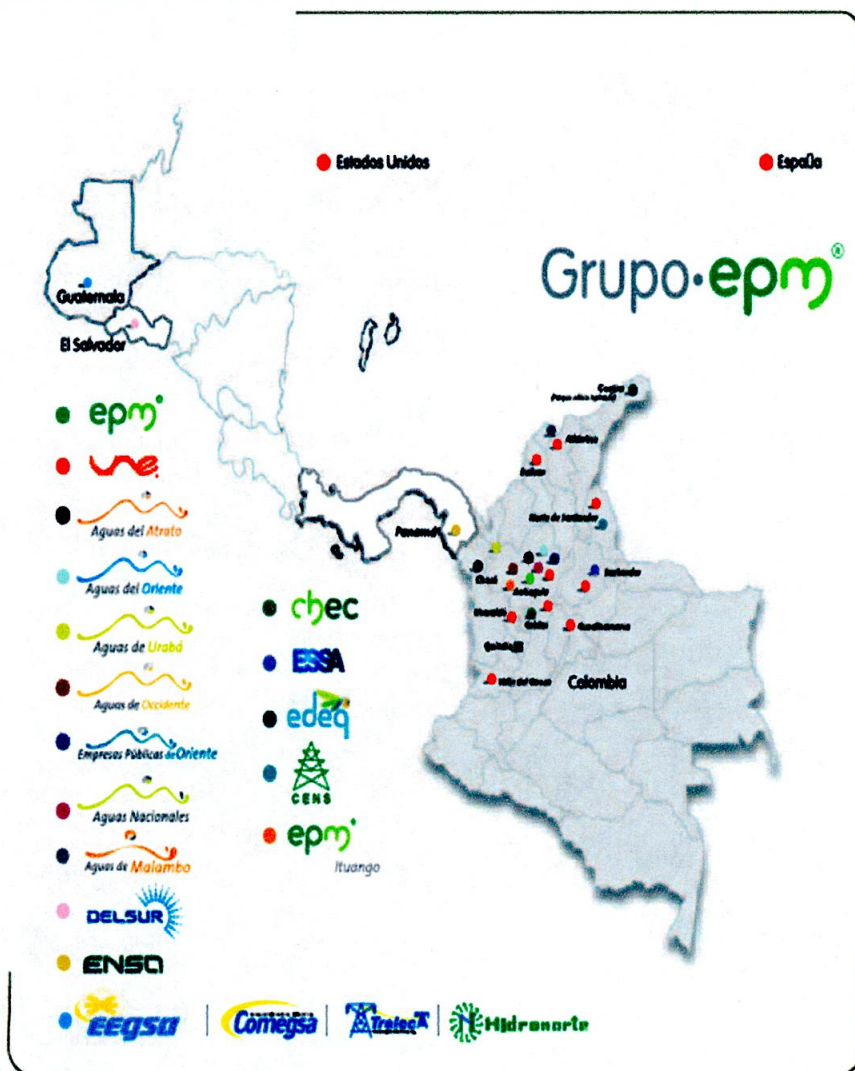 Estados Unidos
España
Grupo·epm®
Guatemala
El Salvador
Panamá
Atlántico
Bolívar
Norte de Santander
Chocó
Antioquia
Santander
Risaralda
Caldas
Cundinamarca
Quindío
Valle del Cauca
Colombia
epm®
une
Aguas del Atrato
Aguas del Oriente
Aguas de Urabá
Aguas de Occidente
Empresas Públicas de Oriente
Aguas Nacionales
Aguas de Malambo
DELSUR
ENSA
EEGSA
Comegsa
Trelec
Hidronorte
chec
ESSA
edeq
CENS
epm®
Ituango